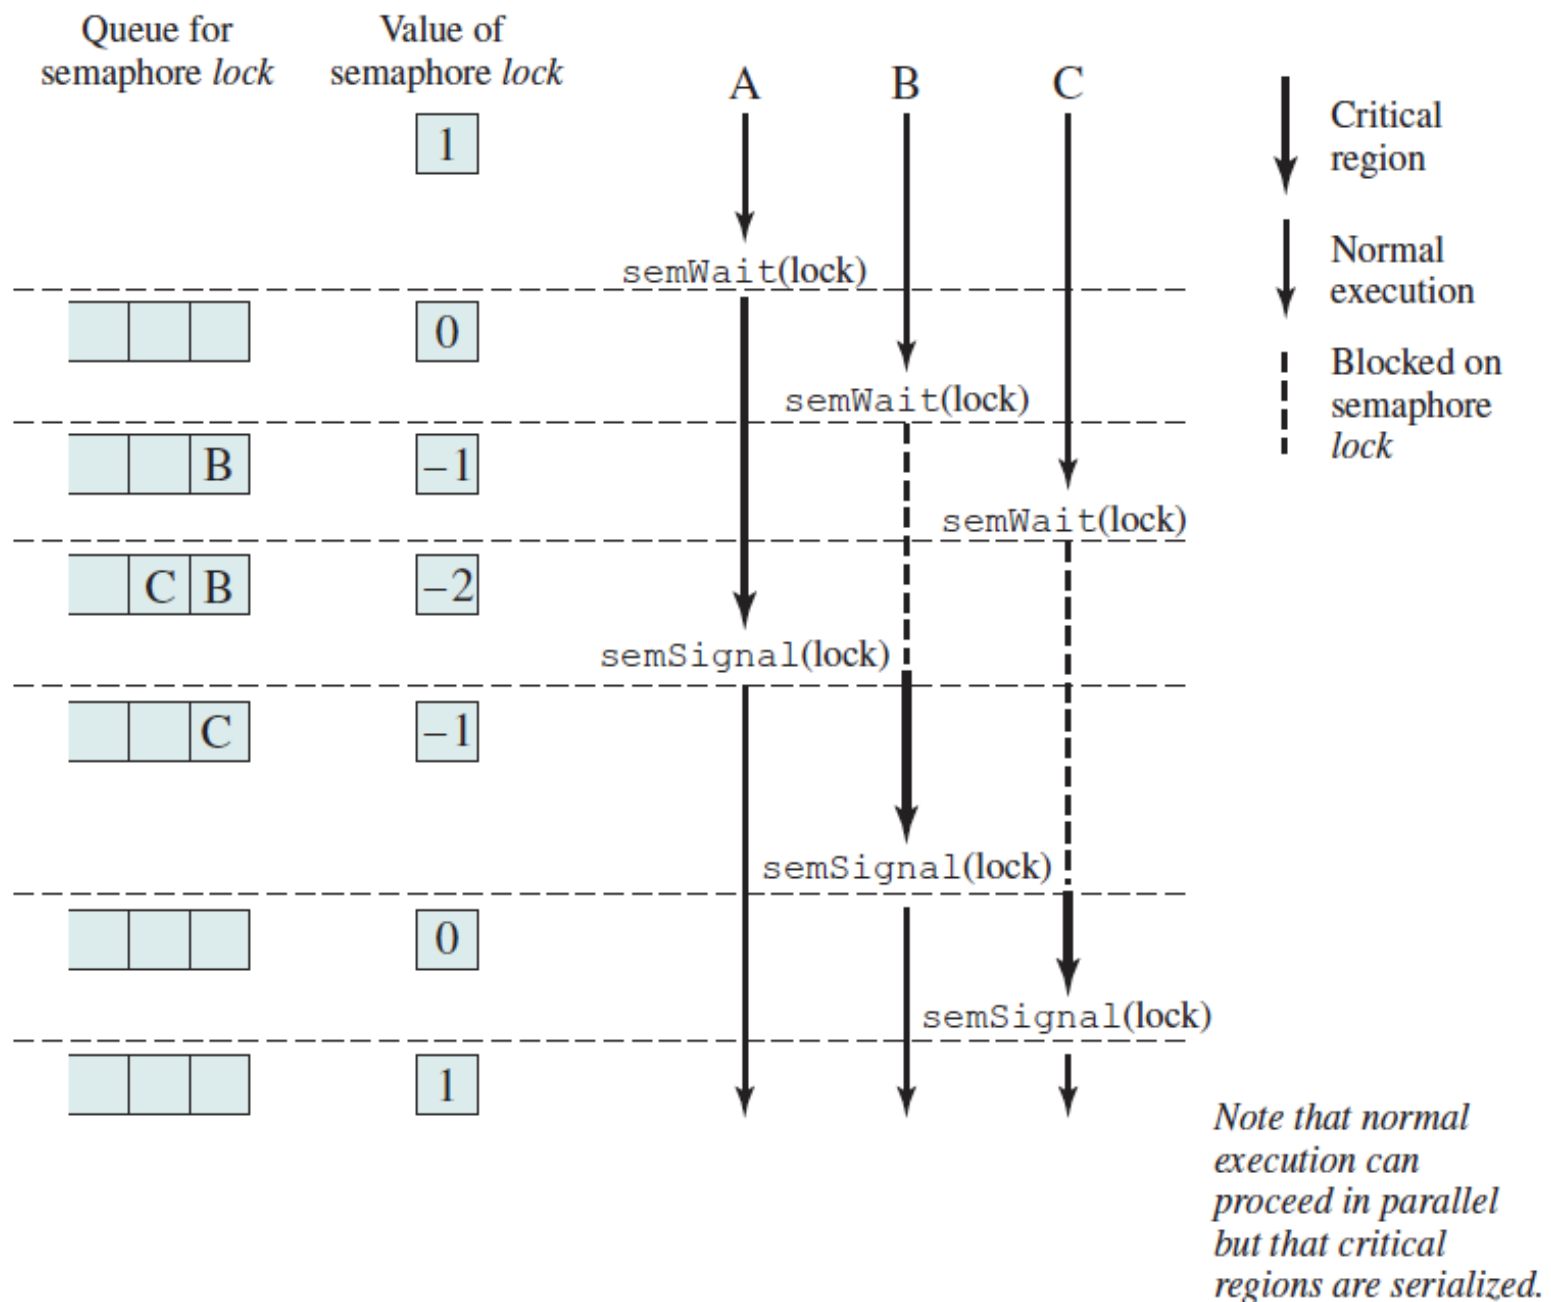 Queue for
semaphore lock
Value of
semaphore lock
A
B
C
1
Critical
region
Normal
execution
semWait(lock)
0
Blocked on
semaphore
lock
semWait(lock)
B
−1
semWait(lock)
C B
−2
semSignal(lock)
C
−1
semSignal(lock)
0
semSignal(lock)
1
Note that normal
execution can
proceed in parallel
but that critical
regions are serialized.